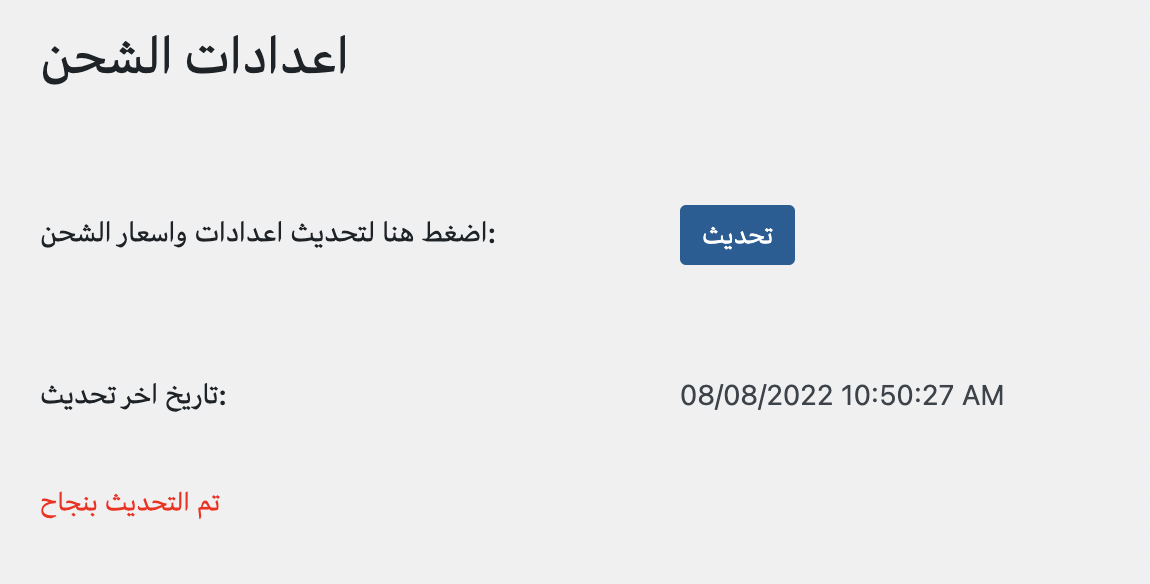 اعدادات الشحن
اضغط هنا لتحديث اعدادات واسعار الشحن:
تحديث
تاريخ اخر تحديث:
08/08/2022 10:50:27 AM
تم التحديث بنجاح